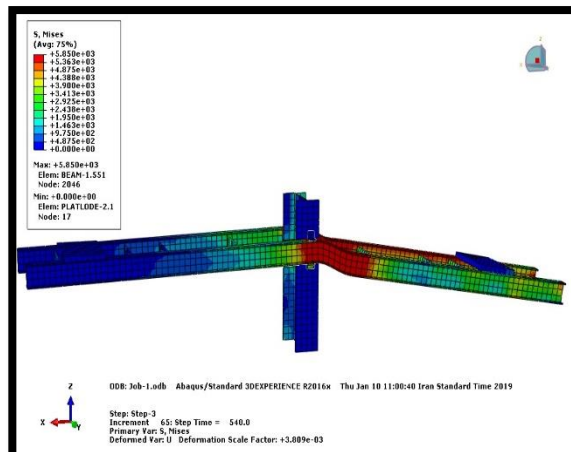 S, Mises
(Avg: 75%)
+5.850e+03
+5.363e+03
+4.875e+03
+4.388e+03
+3.900e+03
+3.413e+03
+2.925e+03
+2.438e+03
+1.950e+03
+1.463e+03
+9.750e+02
+4.875e+02
+0.000e+00
Max: +5.850e+03
Elem: BEAM-1.551
Node: 2046
Min: +0.000e+00
Elem: PLATLODE-2.1
Node: 17
Z
X
Y
ODB: Job-1.odb Abaqus/Standard 3DEXPERIENCE R2016x Thu Jan 10 11:00:40 Iran Standard Time 2019
Step: Step-3
Increment 65: Step Time = 540.0
Primary Var: S, Mises
Deformed Var: U Deformation Scale Factor: +3.809e-03